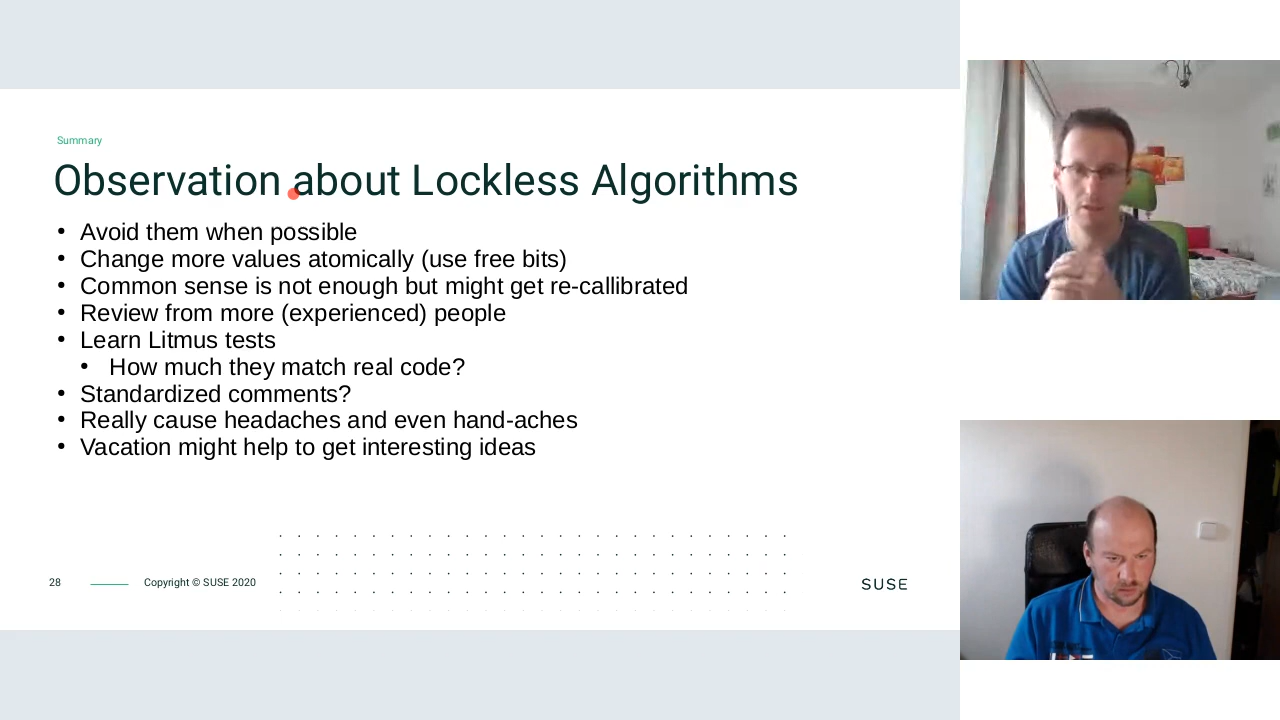 Summary
Observation about Lockless Algorithms
• Avoid them when possible
• Change more values atomically (use free bits)
• Common sense is not enough but might get re-callibrated
• Review from more (experienced) people
• Learn Litmus tests
• How much they match real code?
• Standardized comments?
• Really cause headaches and even hand-aches
• Vacation might help to get interesting ideas
28
Copyright © SUSE 2020
SUSE